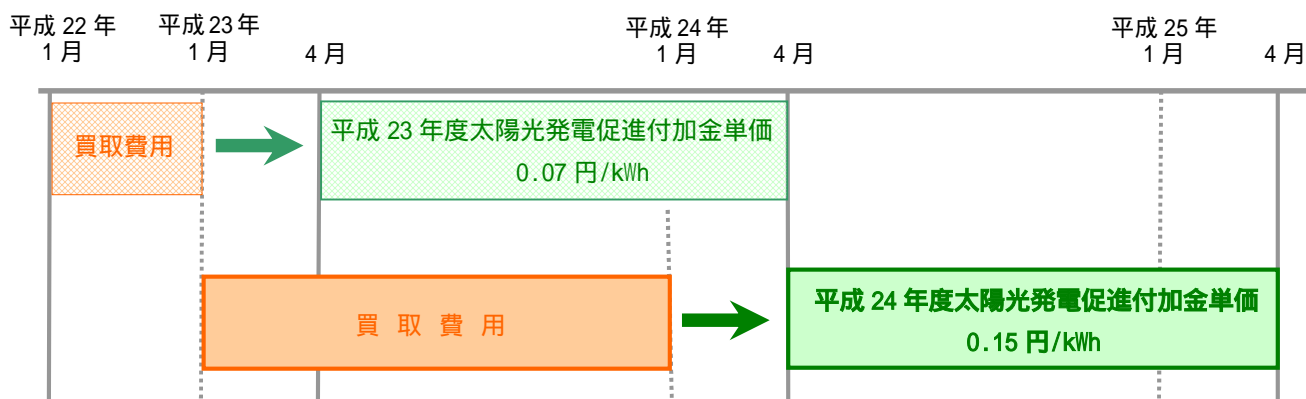 平成 22 年
1 月
平成 23 年
1 月
4 月
平成 24 年
1 月
4 月
平成 25 年
1 月
4 月
買取費用
平成 23 年度太陽光発電促進付加金単価
0.07 円/kWh
買 取 費 用
平成 24 年度太陽光発電促進付加金単価
0.15 円/kWh